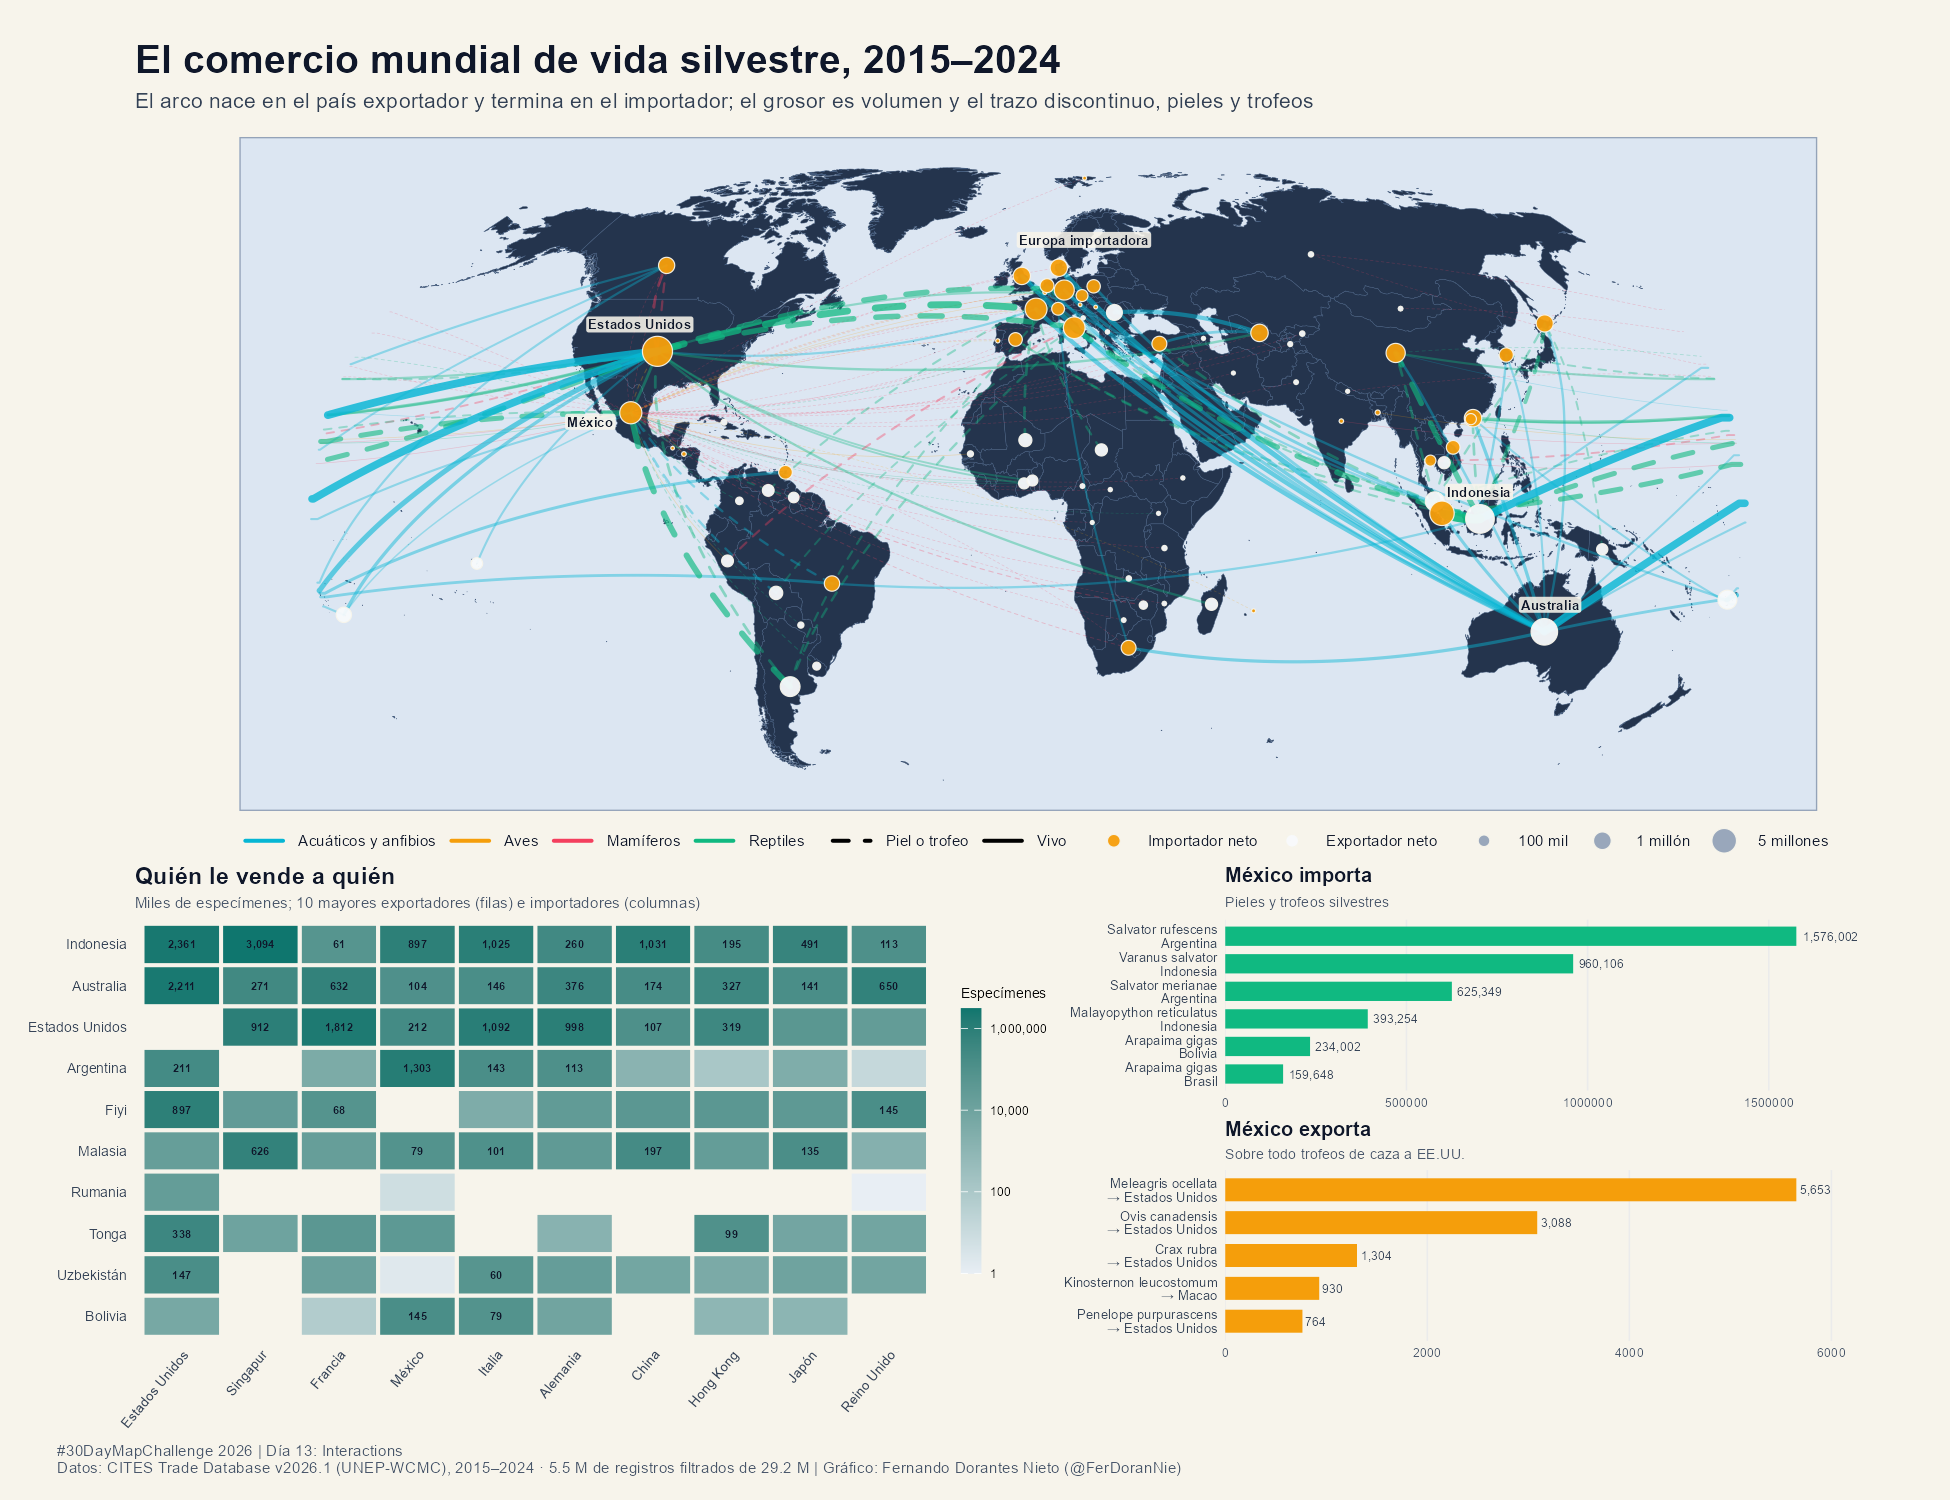 El comercio mundial de vida silvestre, 2015–2024
El arco nace en el país exportador y termina en el importador; el grosor es volumen y el trazo discontinuo, pieles y trofeos
Europa importadora
Estados Unidos
México
Indonesia
Australia
Acuáticos y anfibios Aves Mamíferos Reptiles Piel o trofeo Vivo Importador neto Exportador neto 100 mil 1 millón 5 millones
Quién le vende a quién
Miles de especímenes; 10 mayores exportadores (filas) e importadores (columnas)
Indonesia 2,361 3,094 61 897 1,025 260 1,031 195 491 113
Australia 2,211 271 632 104 146 376 174 327 141 650
Estados Unidos 912 1,812 212 1,092 998 107 319
Argentina 211 1,303 143 113
Fiyi 897 68 145
Malasia 626 79 101 197 135
Rumania
Tonga 338 99
Uzbekistán 147 60
Bolivia 145 79
Estados Unidos Singapur Francia México Italia Alemania China Hong Kong Japón Reino Unido
Especímenes
1,000,000
10,000
100
1
México importa
Pieles y trofeos silvestres
Salvator rufescens
Argentina
1,576,002
Varanus salvator
Indonesia
960,106
Salvator merianae
Argentina
625,349
Malayopython reticulatus
Indonesia
393,254
Arapaima gigas
Bolivia
234,002
Arapaima gigas
Brasil
159,648
0 500000 1000000 1500000
México exporta
Sobre todo trofeos de caza a EE.UU.
Meleagris ocellata
→ Estados Unidos
5,653
Ovis canadensis
→ Estados Unidos
3,088
Crax rubra
→ Estados Unidos
1,304
Kinosternon leucostomum
→ Macao
930
Penelope purpurascens
→ Estados Unidos
764
0 2000 4000 6000
#30DayMapChallenge 2026 | Día 13: Interactions
Datos: CITES Trade Database v2026.1 (UNEP-WCMC), 2015–2024 · 5.5 M de registros filtrados de 29.2 M | Gráfico: Fernando Dorantes Nieto (@FerDoranNie)